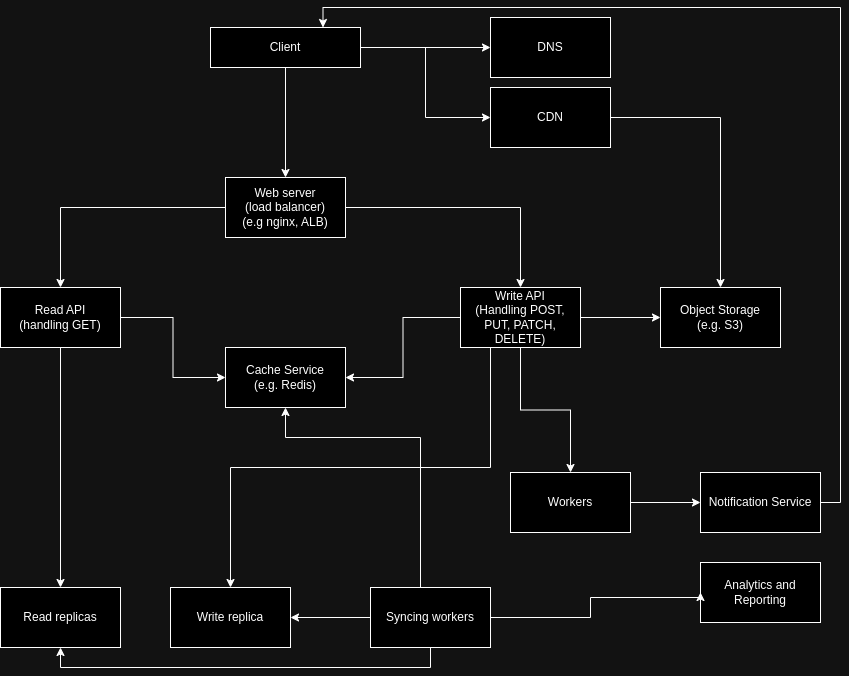 Client
DNS
CDN
Web server
(load balancer)
(e.g nginx, ALB)
Read API
(handling GET)
Write API
(Handling POST,
PUT, PATCH,
DELETE)
Object Storage
(e.g. S3)
Cache Service
(e.g. Redis)
Workers
Notification Service
Analytics and
Reporting
Read replicas
Write replica
Syncing workers